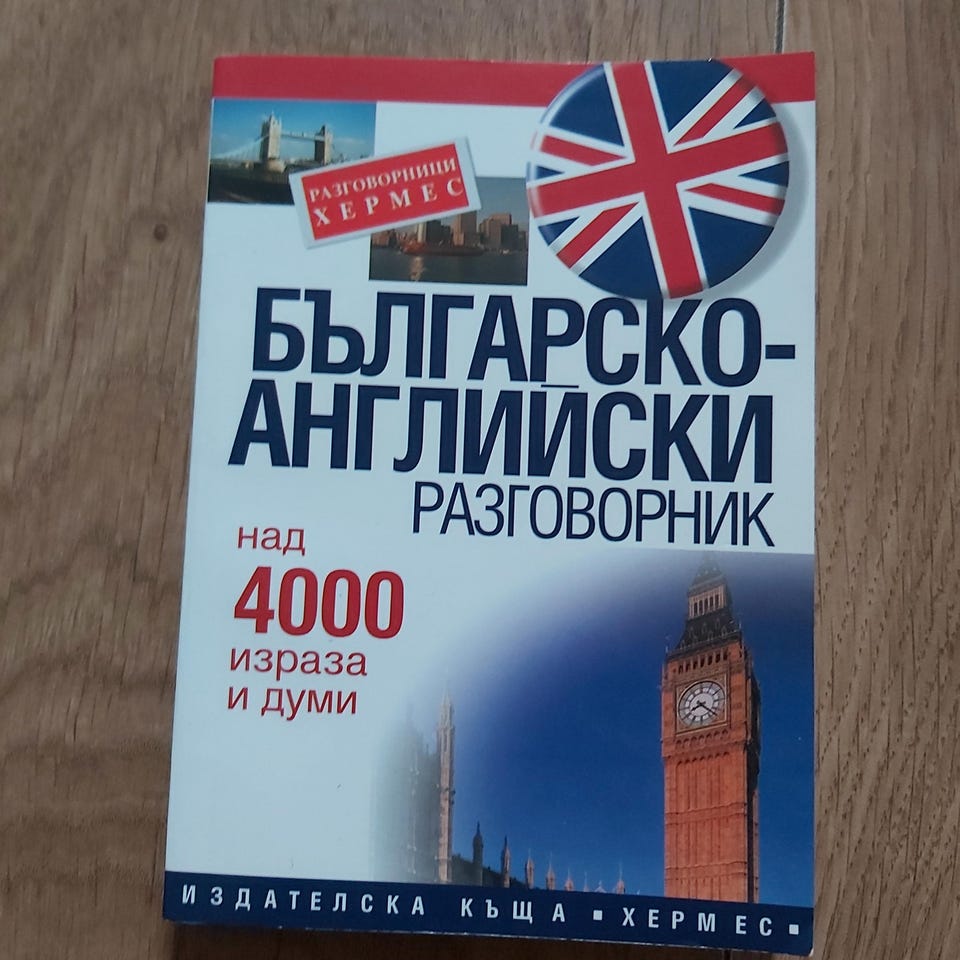 РАЗГОВОРНИЦИ
ХЕРМЕС
БЪЛГАРСКО-
АНГЛИЙСКИ
РАЗГОВОРНИК
над
4000
израза
и думи
ИЗДАТЕЛСКА КЪЩА ▪ ХЕРМЕС ▪